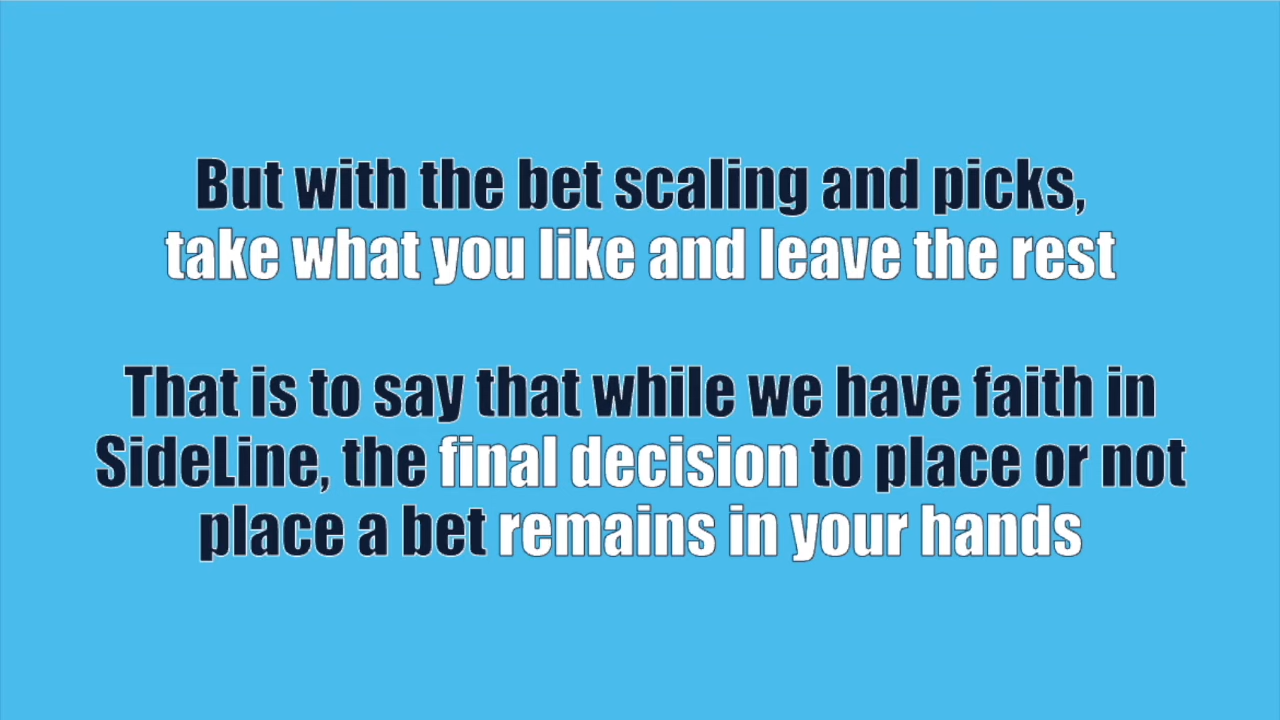 But with the bet scaling and picks,
take what you like and leave the rest
That is to say that while we have faith in
SideLine, the final decision to place or not
place a bet remains in your hands